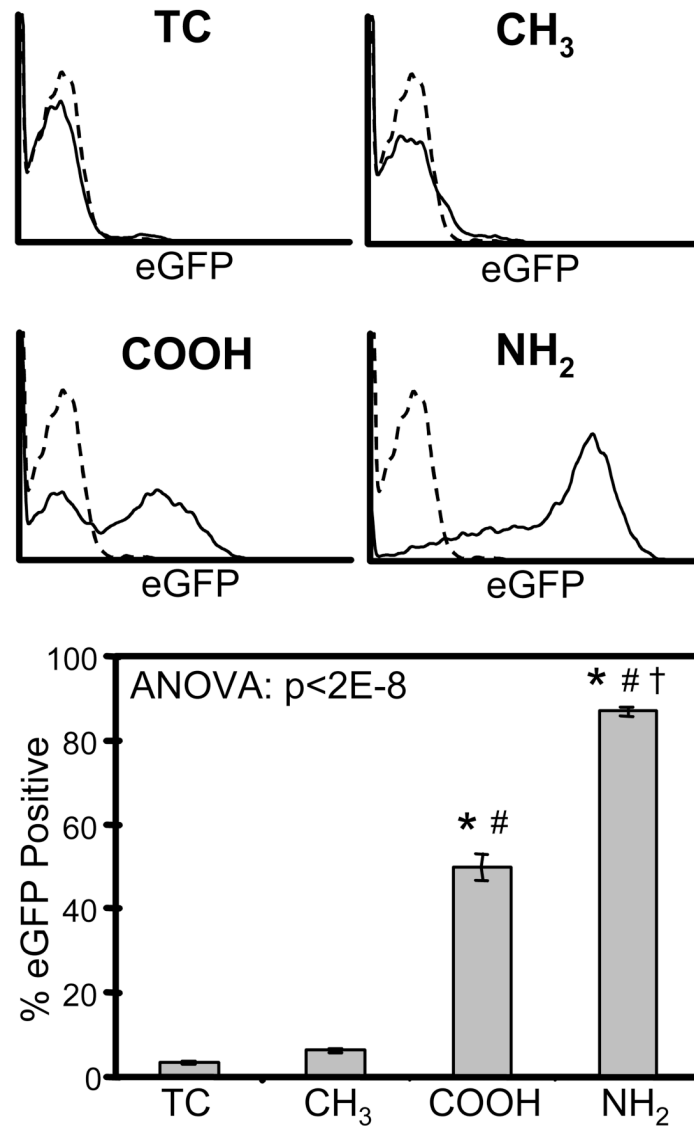 TC
CH₃
eGFP
eGFP
COOH
NH₂
eGFP
eGFP
% eGFP Positive
100
80
60
40
20
0
ANOVA: p<2E-8
* #
* # †
TC
CH₃
COOH
NH₂